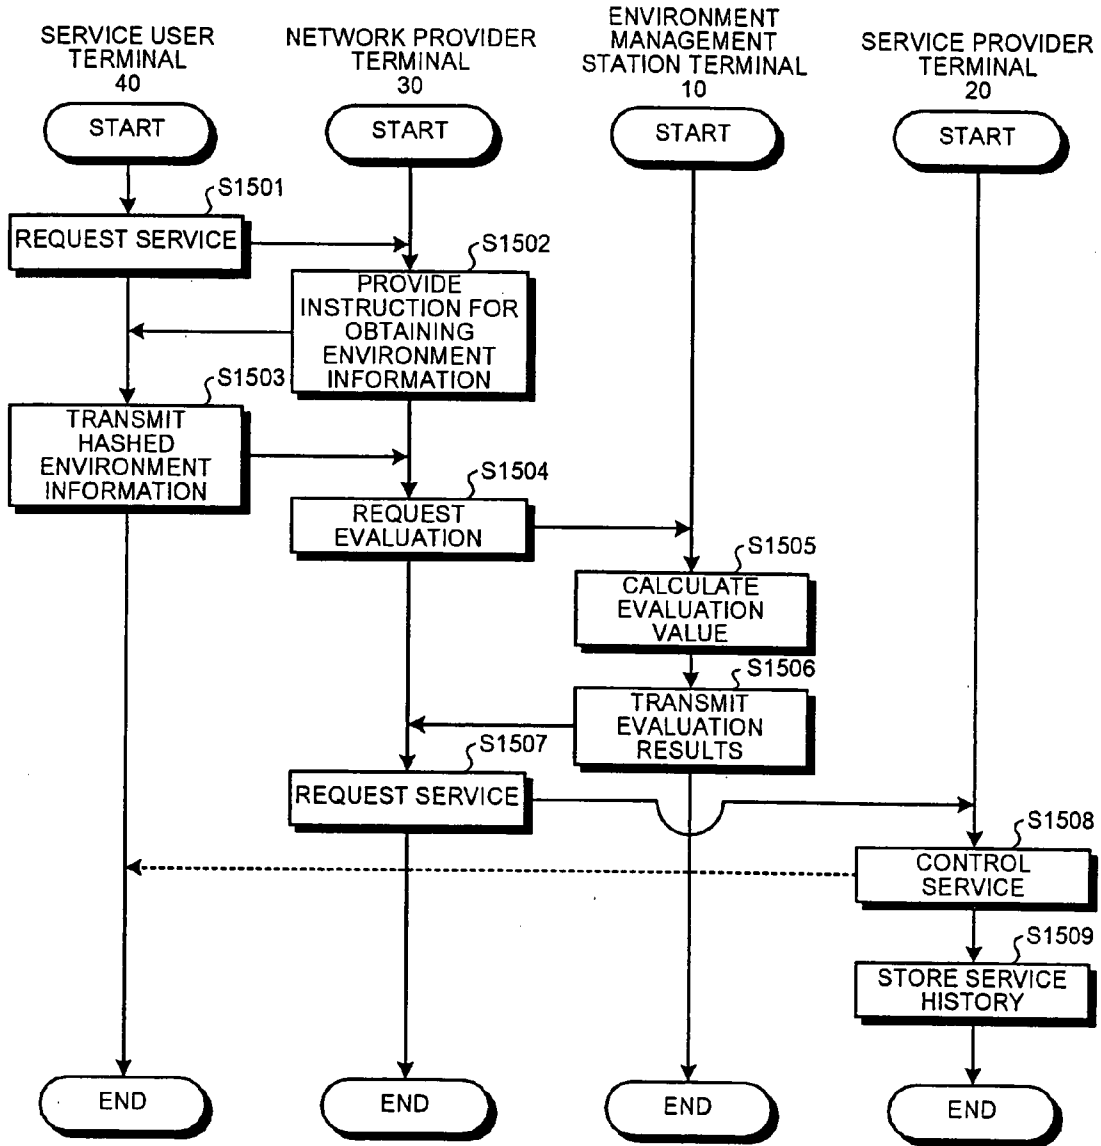 SERVICE USER
TERMINAL
40
NETWORK PROVIDER
TERMINAL
30
ENVIRONMENT
MANAGEMENT
STATION TERMINAL
10
SERVICE PROVIDER
TERMINAL
20
START
START
START
START
S1501
REQUEST SERVICE
S1502
PROVIDE
INSTRUCTION FOR
OBTAINING
ENVIRONMENT
INFORMATION
S1503
TRANSMIT
HASHED
ENVIRONMENT
INFORMATION
S1504
REQUEST
EVALUATION
S1505
CALCULATE
EVALUATION
VALUE
S1506
TRANSMIT
EVALUATION
RESULTS
S1507
REQUEST SERVICE
S1508
CONTROL
SERVICE
S1509
STORE SERVICE
HISTORY
END
END
END
END